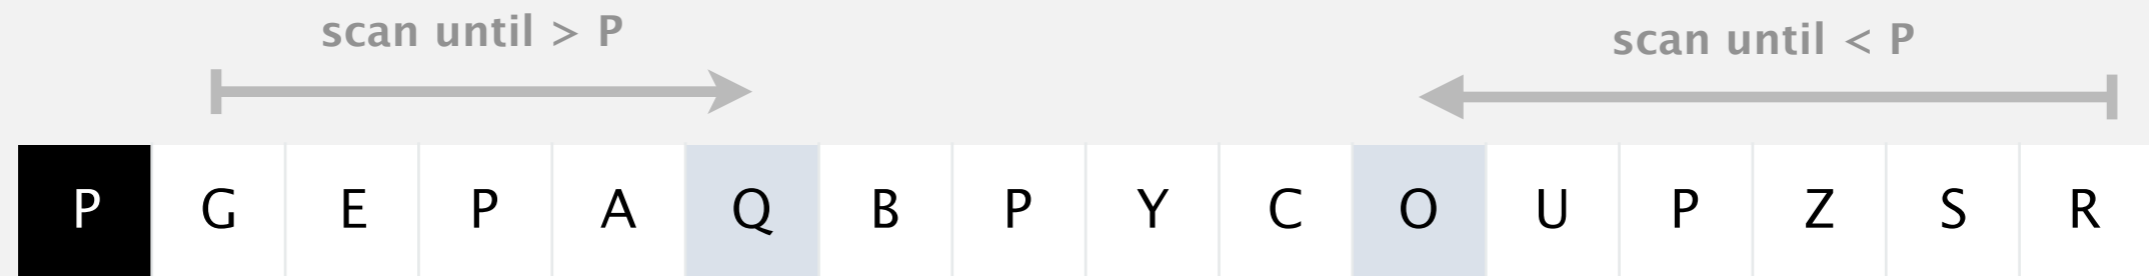 scan until > P
scan until < P
P G E P A Q B P Y C O U P Z S R